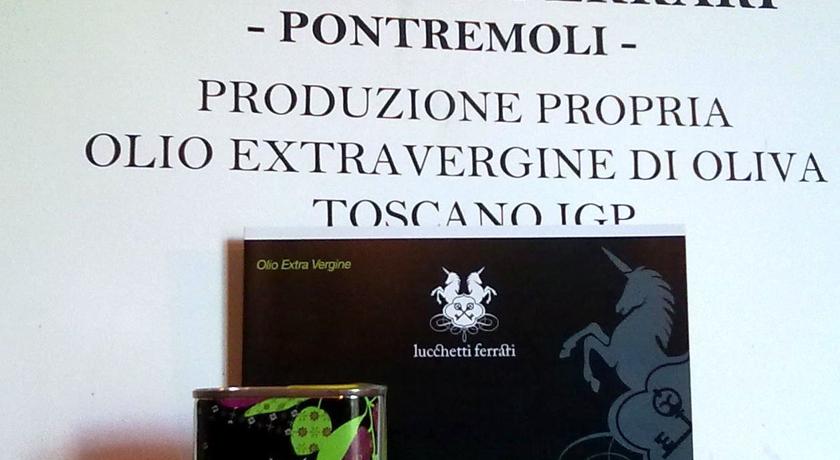 - PONTREMOLI -
PRODUZIONE PROPRIA
OLIO EXTRAVERGINE DI OLIVA
TOSCANO IGP
Olio Extra Vergine
lucchetti ferrari